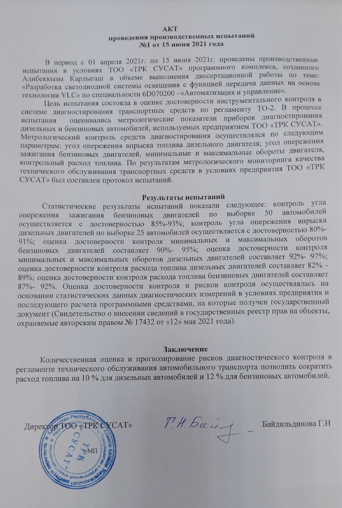 АКТ
проведения производственных испытаний
№1 от 15 июня 2021 года
В период с 01 апреля 2021г. по 15 июня 2021г. проведены производственные
испытания в условиях ТОО «ТРК СУСАТ» программного комплекса, созданного
Алибеккызы Карлыгаш в объеме выполнения диссертационной работы по теме:
«Разработка светодиодной системы освещения с функцией передачи данных на основе
технологии VLC» по специальности 6D070200 –«Автоматизация и управление».
Цель испытания состояла в оценке достоверности инструментального контроля в
системе диагностирования транспортных средств по регламенту ТО-2. В процессе
испытания оценивались метрологические показатели приборов диагностирования
дизельных и бензиновых автомобилей, используемых предприятием ТОО «ТРК СУСАТ».
Метрологический контроль средств диагностирования осуществлялся по следующим
параметрам: угол опережения впрыска топлива дизельного двигателя; угол опережения
зажигания бензиновых двигателей, минимальные и максимальные обороты двигателя,
контрольный расход топлива. По результатам метрологического мониторинга качества
технического обслуживания транспортных средств в условиях предприятия ТОО «ТРК
СУСАТ» был составлен протокол испытаний.
Результаты испытаний
Статистические результаты испытаний показали следующее: контроль угла
опережения зажигания бензиновых двигателей по выборке 50 автомобилей
осуществляется с достоверностью 85%-93%; контроль угла опережения впрыска
дизельных двигателей по выборке 25 автомобилей осуществляется с достоверностью 80%-
91%; оценка достоверности контроля минимальных и максимальных оборотов
бензиновых двигателей составляет 90%- 95%; оценка достоверности контроля
минимальных и максимальных оборотов дизельных двигателей составляет 92%- 97%;
оценка достоверности контроля расхода топлива дизельных двигателей составляет 82% -
89%; оценка достоверности контроля расхода топлива бензиновых двигателей составляет
87%- 92%. Оценка достоверности контроля и рисков контроля осуществлялась на
основании статистики данных диагностических измерений в условиях предприятия и
последующего расчета программными средствами, на которые получен государственный
документ (Свидетельство о внесении сведений в государственных реестр прав на объекты,
охраняемые авторским правом № 17432 от «12» мая 2021 года).
Заключение
Количественная оценка и прогнозирование рисков диагностического контроля в
регламенте технического обслуживания автомобильного транспорта позволит сократить
расход топлива на 10 % для дизельных автомобилей и 12 % для бензиновых автомобилей.
Директор ТОО «ТРК СУСАТ» Байдильдинова Г.Н
МП
ТРК
СУСАТ